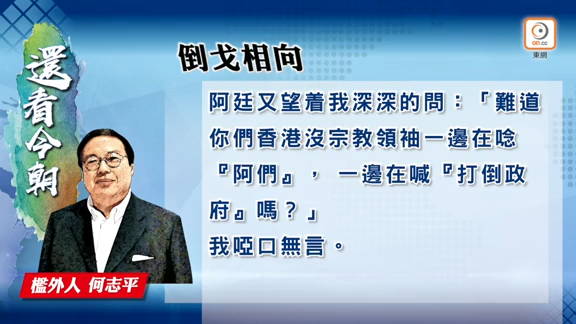 還看今朝
檻外人 何志平
倒戈相向
阿廷又望着我深深的問：「難道
你們香港沒宗教領袖一邊在唸
『阿們』， 一邊在喊『打倒政
府』嗎？」
我啞口無言。
on.cc
東網